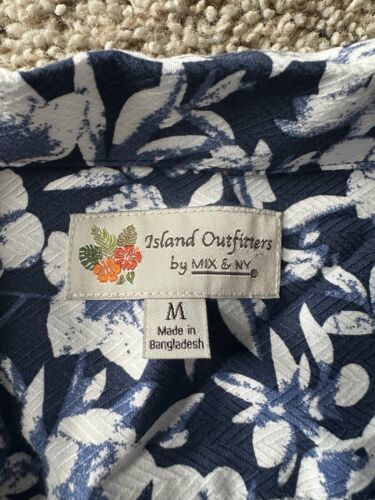 Island Outfitters
by MIX & NY®
M
Made in
Bangladesh